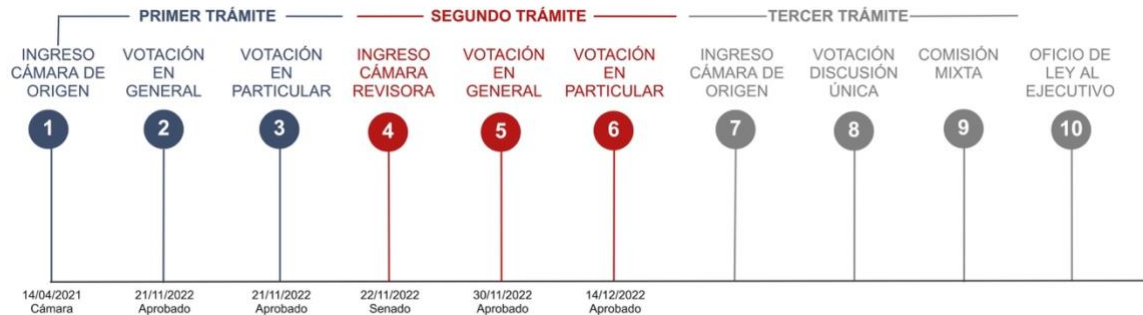 PRIMER TRÁMITE
SEGUNDO TRÁMITE
TERCER TRÁMITE
INGRESO
CÁMARA DE
ORIGEN
VOTACIÓN
EN
GENERAL
VOTACIÓN
EN
PARTICULAR
INGRESO
CÁMARA
REVISORA
VOTACIÓN
EN
GENERAL
VOTACIÓN
EN
PARTICULAR
INGRESO
CÁMARA DE
ORIGEN
VOTACIÓN
DISCUSIÓN
ÚNICA
COMISIÓN
MIXTA
OFICIO DE
LEY AL
EJECUTIVO
1
2
3
4
5
6
7
8
9
10
14/04/2021
Cámara
21/11/2022
Aprobado
21/11/2022
Aprobado
22/11/2022
Senado
30/11/2022
Aprobado
14/12/2022
Aprobado